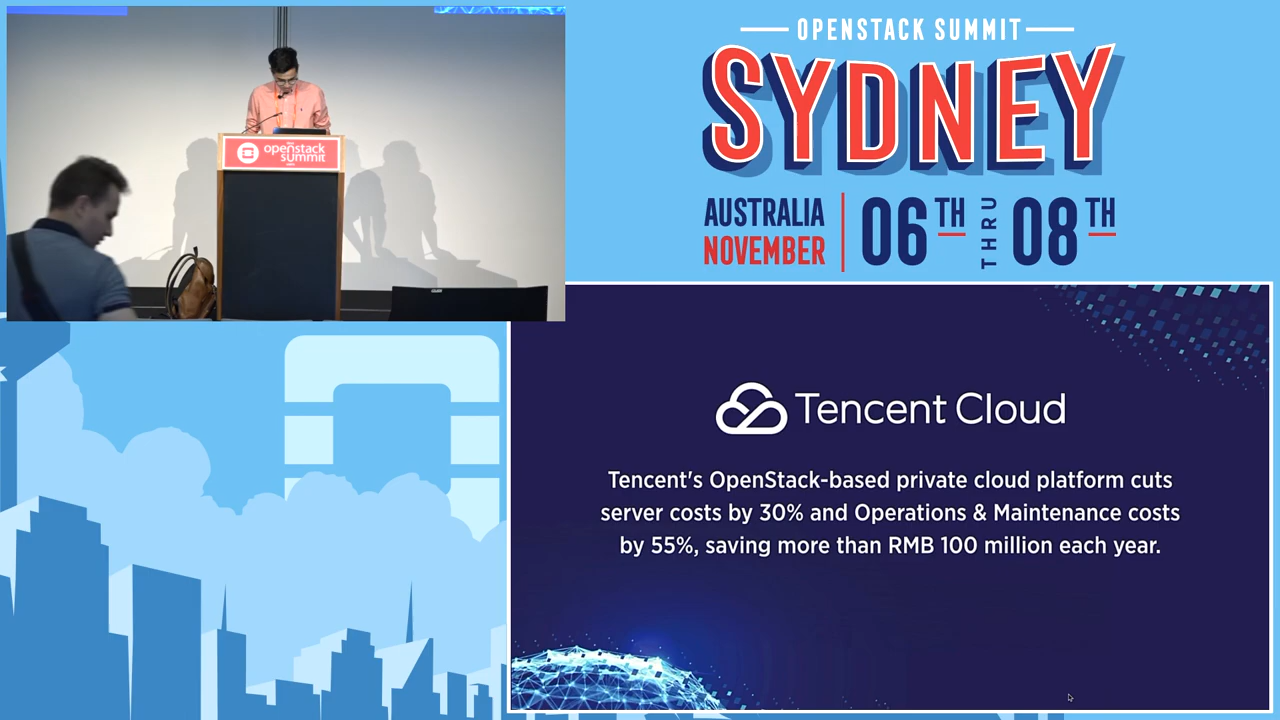 OPENSTACK SUMMIT
SYDNEY
AUSTRALIA
NOVEMBER
06TH THRU 08TH
openstack
summit
Tencent Cloud
Tencent's OpenStack-based private cloud platform cuts
server costs by 30% and Operations & Maintenance costs
by 55%, saving more than RMB 100 million each year.